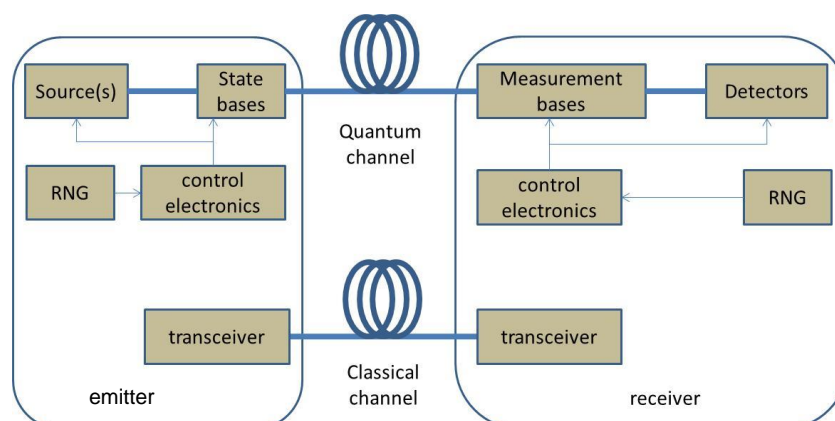 Source(s)
State
bases
Quantum
channel
Measurement
bases
Detectors
RNG
control
electronics
control
electronics
RNG
transceiver
transceiver
emitter
Classical
channel
receiver